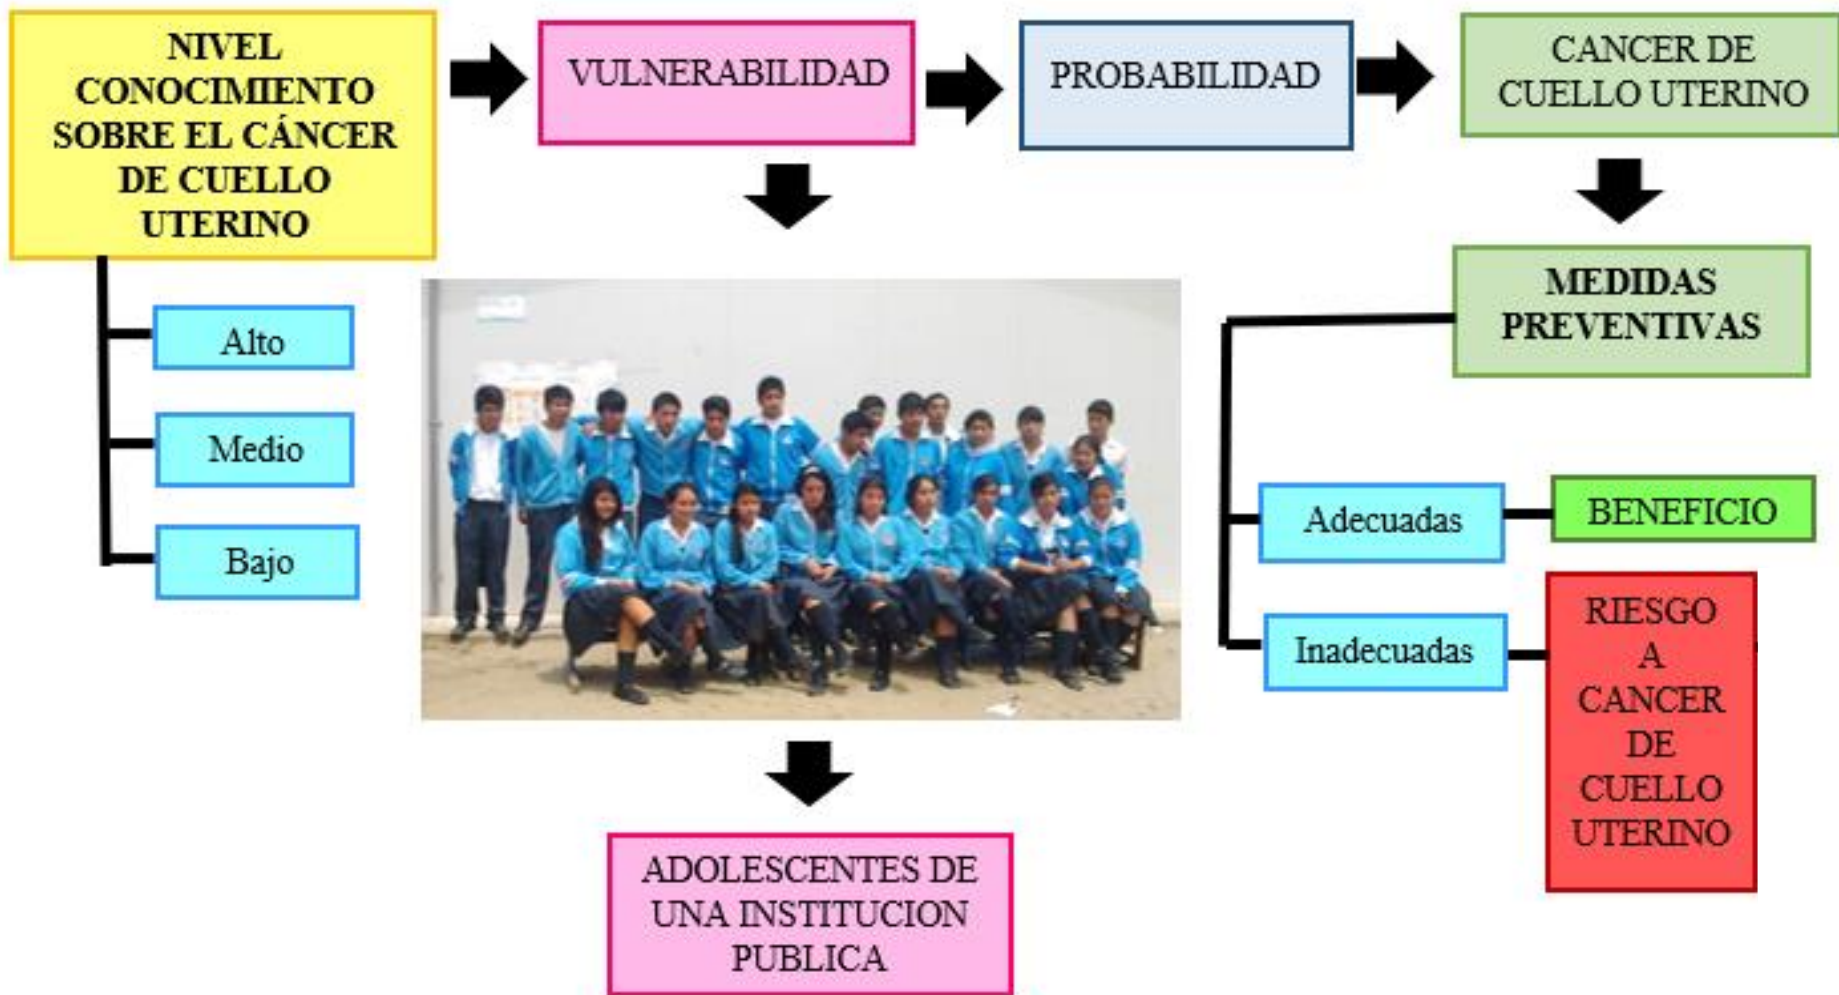 NIVEL
CONOCIMIENTO
SOBRE EL CÁNCER
DE CUELLO
UTERINO
Alto
Medio
Bajo
VULNERABILIDAD
PROBABILIDAD
CANCER DE
CUELLO UTERINO
MEDIDAS
PREVENTIVAS
Adecuadas
BENEFICIO
Inadecuadas
RIESGO
A
CANCER
DE
CUELLO
UTERINO
ADOLESCENTES DE
UNA INSTITUCION
PUBLICA